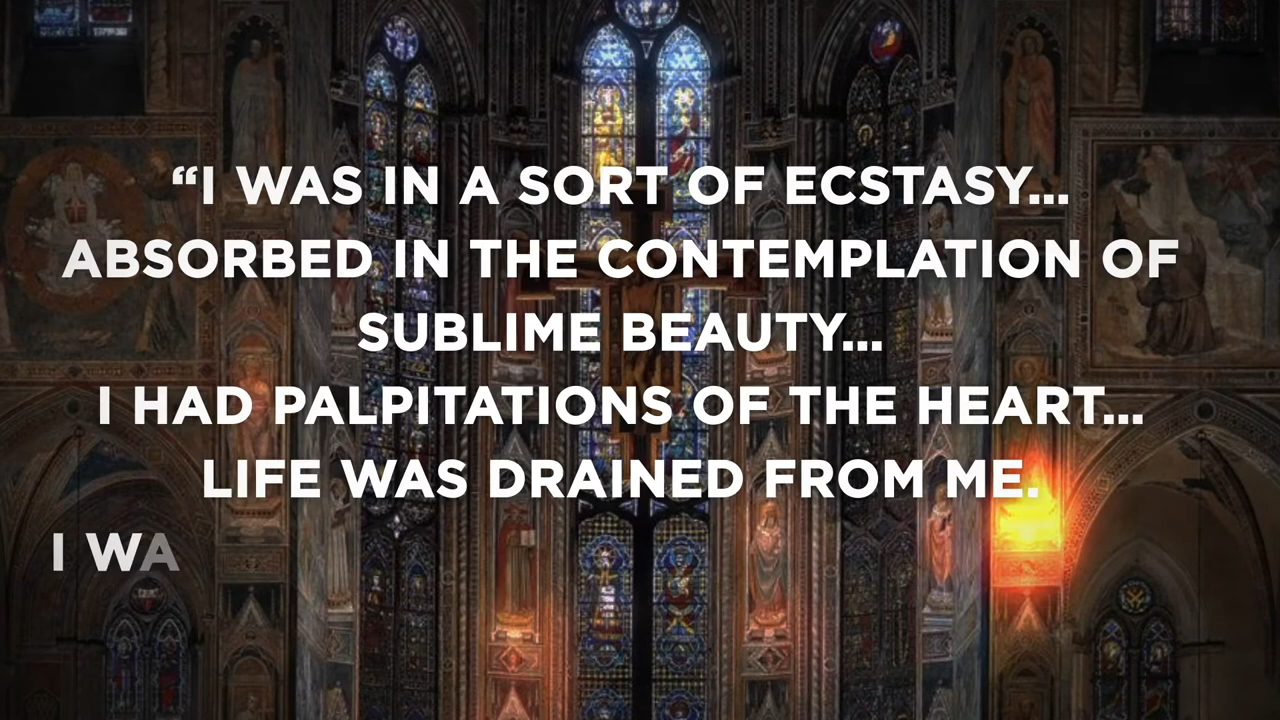 “I WAS IN A SORT OF ECSTASY...
ABSORBED IN THE CONTEMPLATION OF
SUBLIME BEAUTY...
I HAD PALPITATIONS OF THE HEART...
LIFE WAS DRAINED FROM ME.
I WA